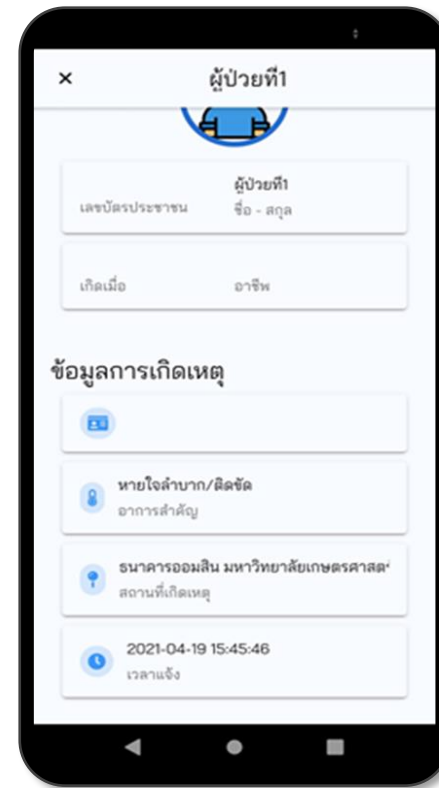 ผู้ป่วยที่1
ผู้ป่วยที่1
เลขบัตรประชาชน ชื่อ - สกุล
เกิดเมื่อ อาชีพ
ข้อมูลการเกิดเหตุ
หายใจลำบาก/ติดขัด
อาการสำคัญ
ธนาคารออมสิน มหาวิทยาลัยเกษตรศาสต
สถานที่เกิดเหตุ
2021-04-19 15:45:46
เวลาแจ้ง